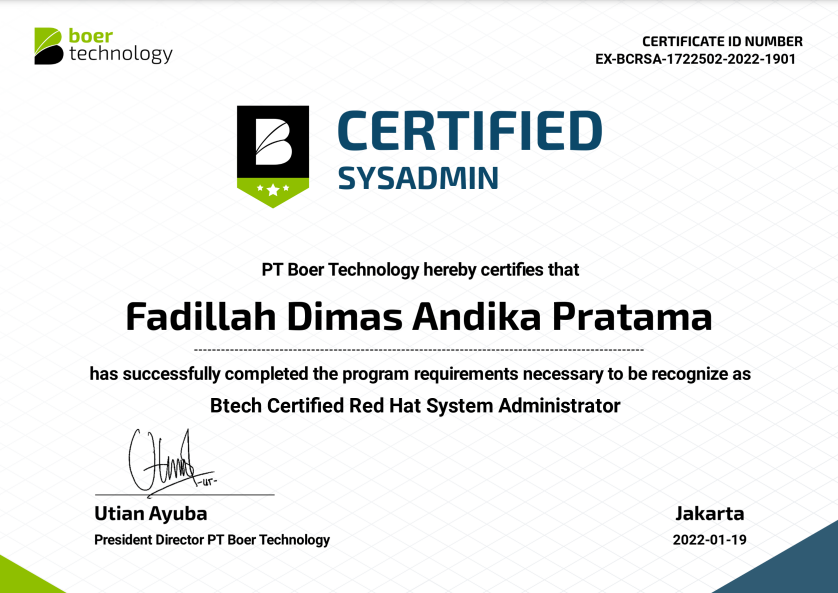 boer
technology
CERTIFICATE ID NUMBER
EX-BCRSA-1722502-2022-1901
CERTIFIED
SYSADMIN
PT Boer Technology hereby certifies that
Fadillah Dimas Andika Pratama
has successfully completed the program requirements necessary to be recognize as
Btech Certified Red Hat System Administrator
Utian Ayuba
President Director PT Boer Technology
Jakarta
2022-01-19